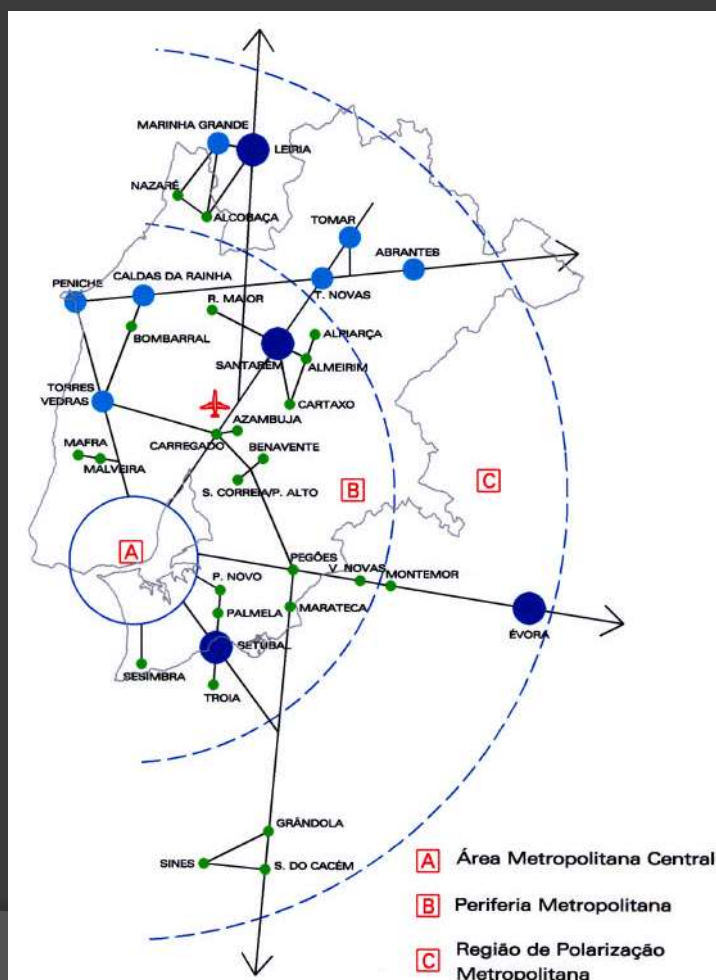 MARINHA GRANDE
LEIRIA
NAZARÉ
ALCOBAÇA
TOMAR
ABRANTES
PENICHE
CALDAS DA RAINHA
T. NOVAS
R. MAIOR
BOMBARRAL
ALPIARÇA
SANTARÉM
ALMEIRIM
TORRES
VEDRAS
CARTAXO
AZAMBUJA
MAFRA
CARREGADO
BENAVENTE
MALVEIRA
S. CORREIA/P. ALTO
B
C
A
PEGÕES
V. NOVAS
MONTEMOR
P. NOVO
PALMELA
MARATECA
ÉVORA
SETÚBAL
SESIMBRA
TROIA
GRÂNDOLA
SINES
S. DO CACÉM
A Área Metropolitana Central
B Periferia Metropolitana
C Região de Polarização
Metropolitana